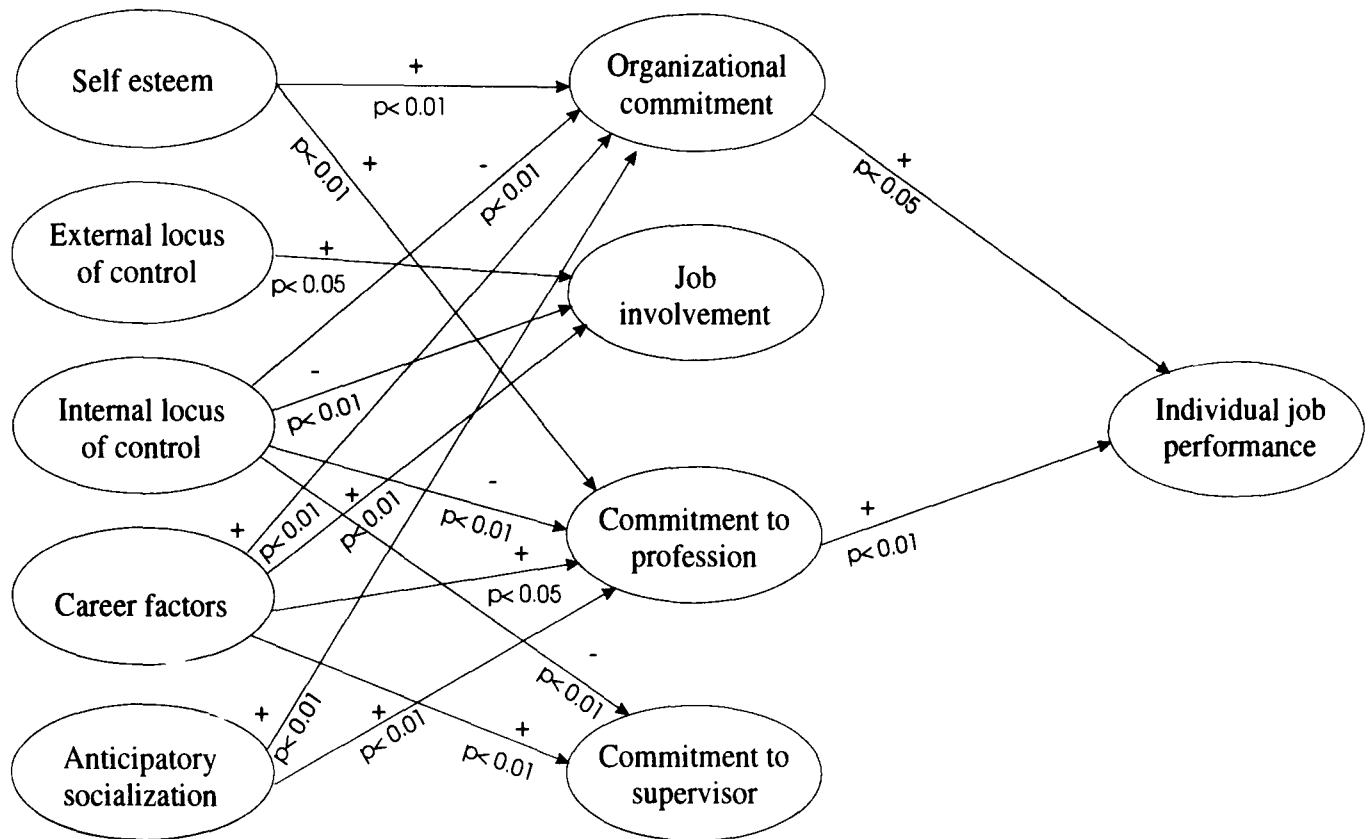 Self esteem
+
p< 0.01
Organizational
commitment
+
p< 0.01
-
p< 0.01
+
p< 0.05
External locus
of control
+
p< 0.05
Job
involvement
Internal locus
of control
-
p< 0.01
Individual job
performance
+
p< 0.01
+
p< 0.01
-
p< 0.01
Commitment to
profession
+
p< 0.01
Career factors
+
p< 0.05
-
p< 0.01
Anticipatory
socialization
+
p< 0.01
+
p< 0.01
+
p< 0.01
Commitment to
supervisor